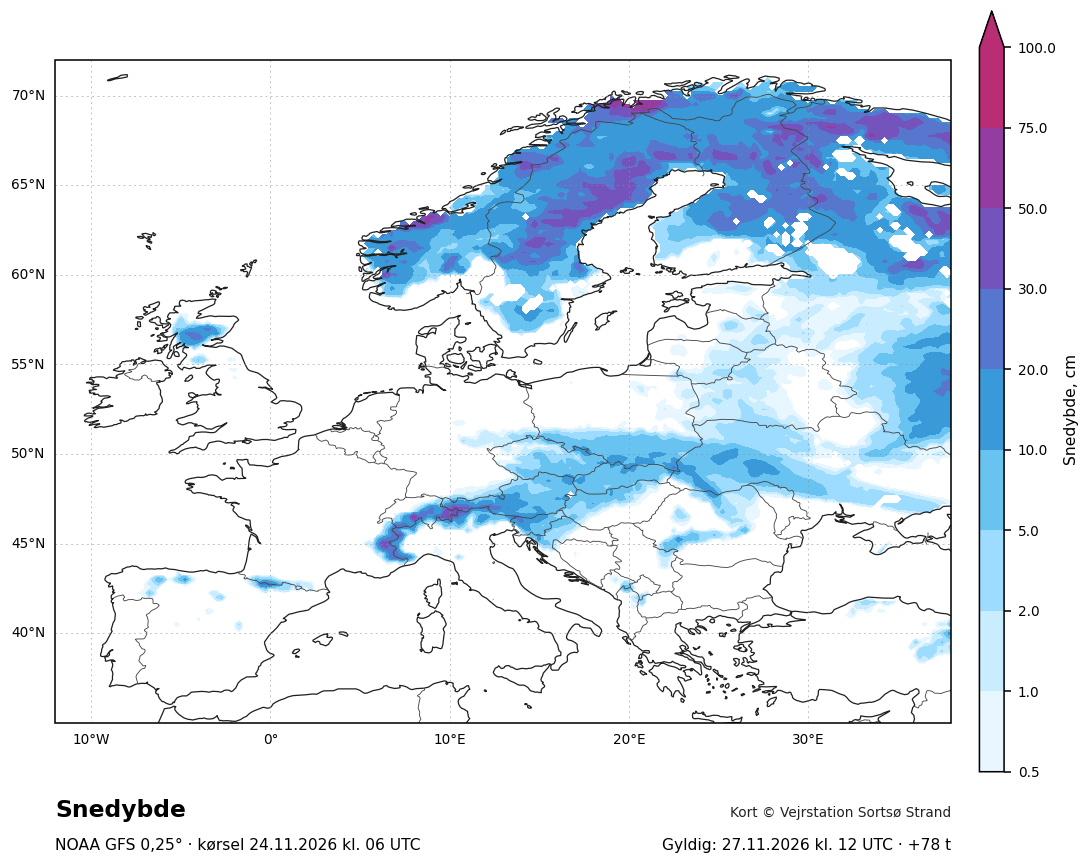 100.0
75.0
50.0
30.0
20.0
10.0
5.0
2.0
1.0
0.5
Snedybde, cm
70°N
65°N
60°N
55°N
50°N
45°N
40°N
10°W
0°
10°E
20°E
30°E
Snedybde
Kort © Vejrstation Sortsø Strand
NOAA GFS 0,25° · kørsel 24.11.2026 kl. 06 UTC
Gyldig: 27.11.2026 kl. 12 UTC · +78 t